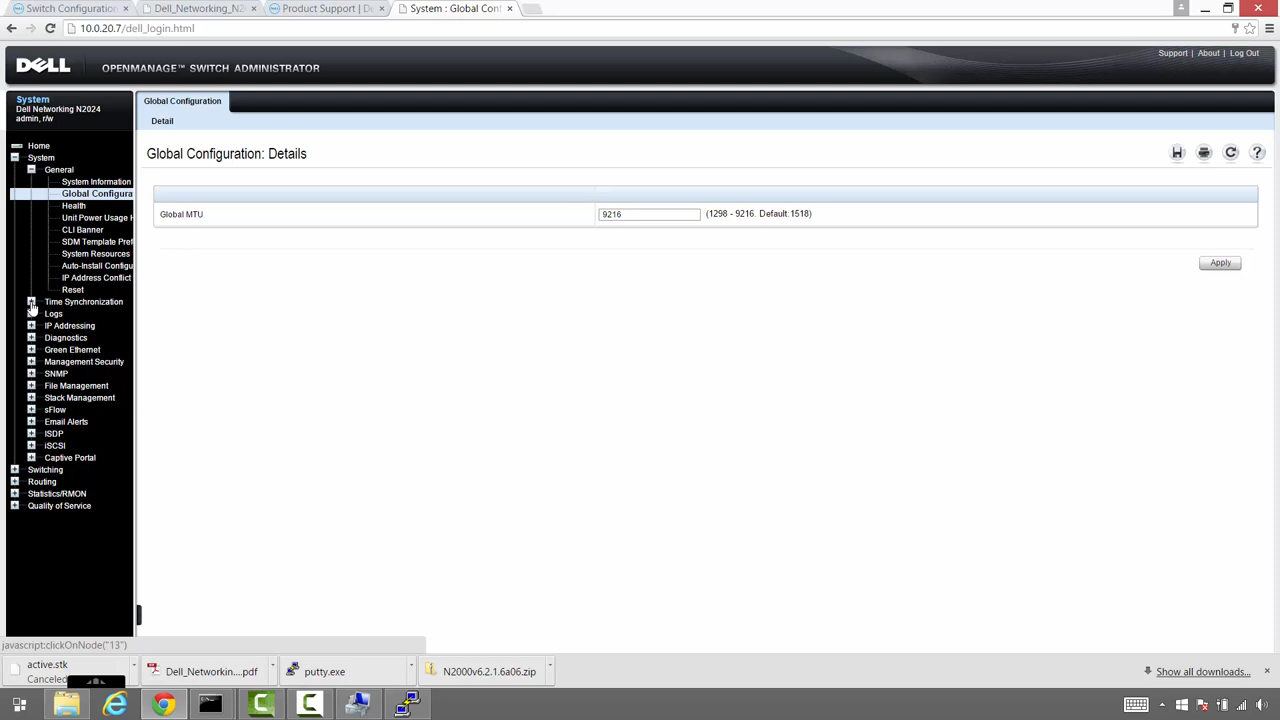 Switch Configuration
Dell_Networking_N2
Product Support | De
System : Global Conf
10.0.20.7/dell_login.html
DELL
OPENMANAGE™ SWITCH ADMINISTRATOR
Support | About | Log Out
System
Dell Networking N2024
admin, r/w
Global Configuration
Detail
Global Configuration: Details
Home
System
General
System Information
Global Configura
Health
Unit Power Usage H
CLI Banner
SDM Template Pref
System Resources
Auto-Install Configu
IP Address Conflict
Reset
Time Synchronization
Logs
IP Addressing
Diagnostics
Green Ethernet
Management Security
SNMP
File Management
Stack Management
sFlow
Email Alerts
ISDP
iSCSI
Captive Portal
Switching
Routing
Statistics/RMON
Quality of Service
Global MTU
9216
(1298 - 9216. Default:1518)
Apply
javascript:clickOnNode("13")
active.stk
Canceled
Dell_Networkin....pdf
putty.exe
N2000v6.2.1.6a06.zip
Show all downloads...